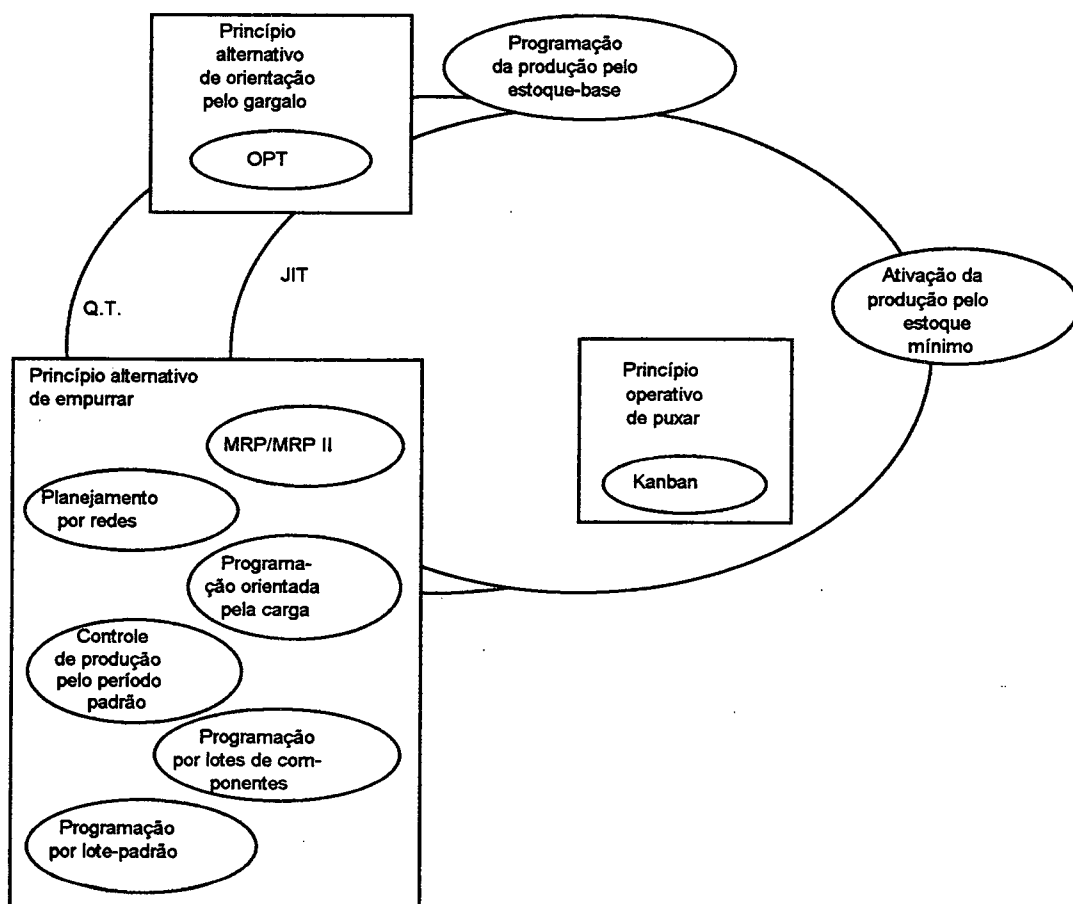 Princípio
alternativo
de orientação
pelo gargalo
OPT
Programação
da produção pelo
estoque-base
Q.T.
JIT
Ativação da
produção pelo
estoque
mínimo
Princípio
operativo
de puxar
Kanban
Princípio alternativo
de empurrar
MRP/MRP II
Planejamento
por redes
Programa-
ção orientada
pela carga
Controle
de produção
pelo período
padrão
Programação
por lotes de com-
ponentes
Programação
por lote-padrão